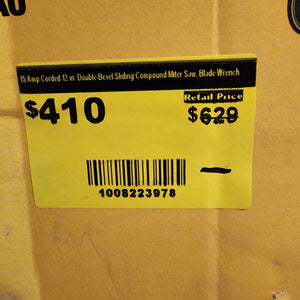 15 Amp Corded 12 in. Double Bevel Sliding Compound Miter Saw, Blade Wrench
$410
Retail Price
$629
1008223978